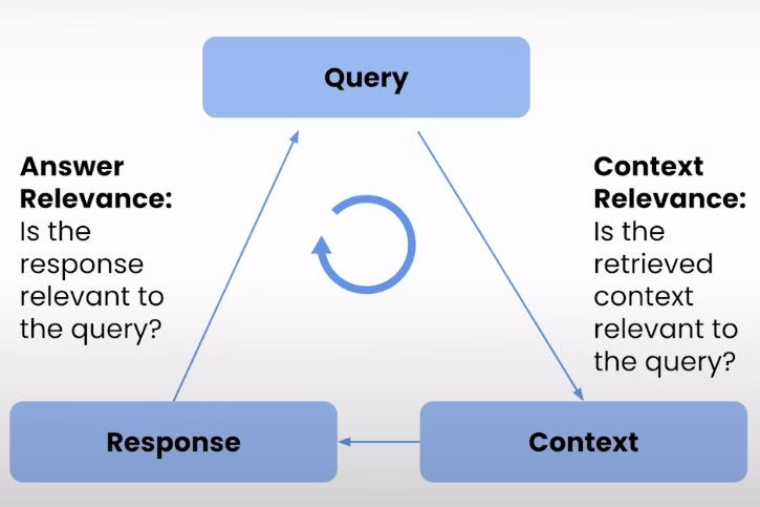 Query
Answer
Relevance:
Is the
response
relevant to
the query?
Context
Relevance:
Is the
retrieved
context
relevant to
the query?
Response
Context